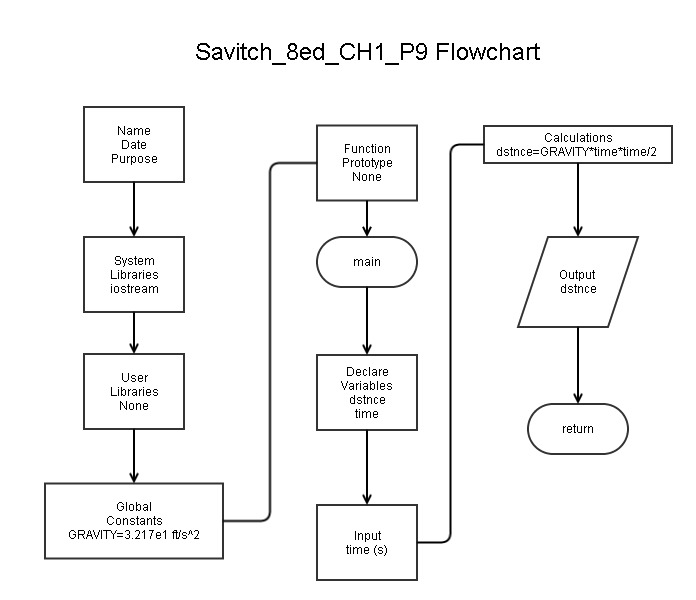 Savitch_8ed_CH1_P9 Flowchart
Name
Date
Purpose
System
Libraries
iostream
User
Libraries
None
Global
Constants
GRAVITY=3.217e1 ft/s^2
Function
Prototype
None
main
Declare
Variables
dstnce
time
Input
time (s)
Calculations
dstnce=GRAVITY*time*time/2
Output
dstnce
return